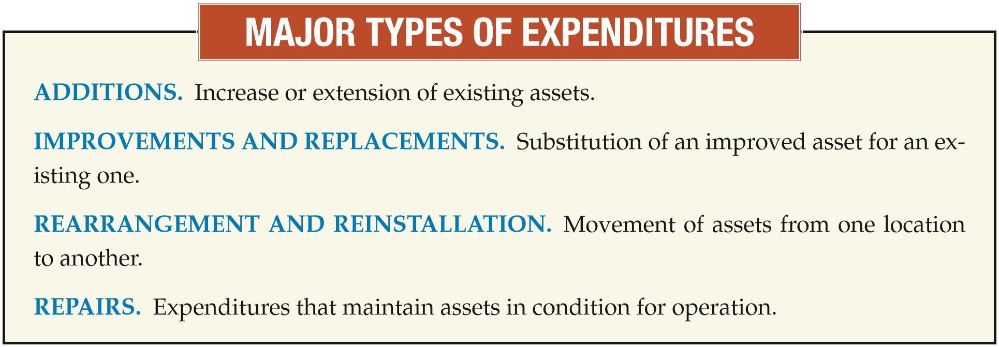 MAJOR TYPES OF EXPENDITURES
ADDITIONS. Increase or extension of existing assets.
IMPROVEMENTS AND REPLACEMENTS. Substitution of an improved asset for an ex-
isting one.
REARRANGEMENT AND REINSTALLATION. Movement of assets from one location
to another.
REPAIRS. Expenditures that maintain assets in condition for operation.